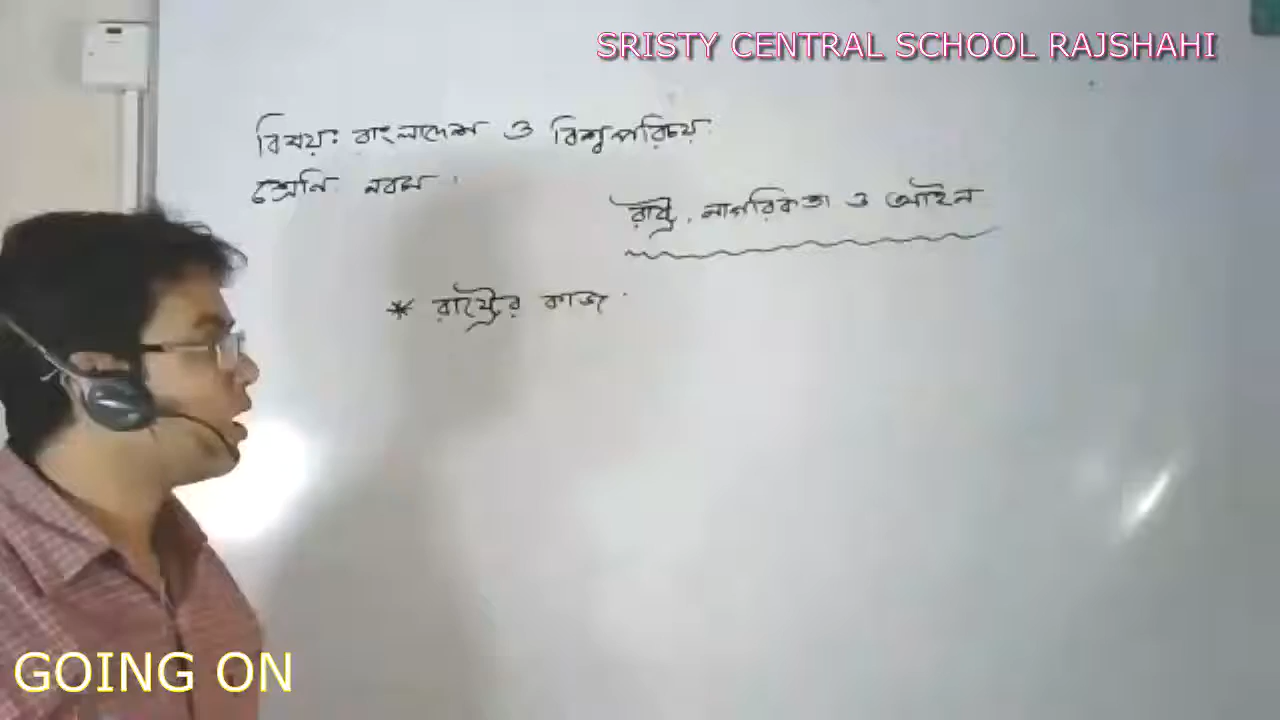 SRISTY CENTRAL SCHOOL RAJSHAHI
বিষয়: বাংলাদেশ ও বিশ্বপরিচয়
শ্রেনি নবম
রাষ্ট্র, নাগরিকতা ও আইন
* রাষ্ট্রের কাজ
GOING ON